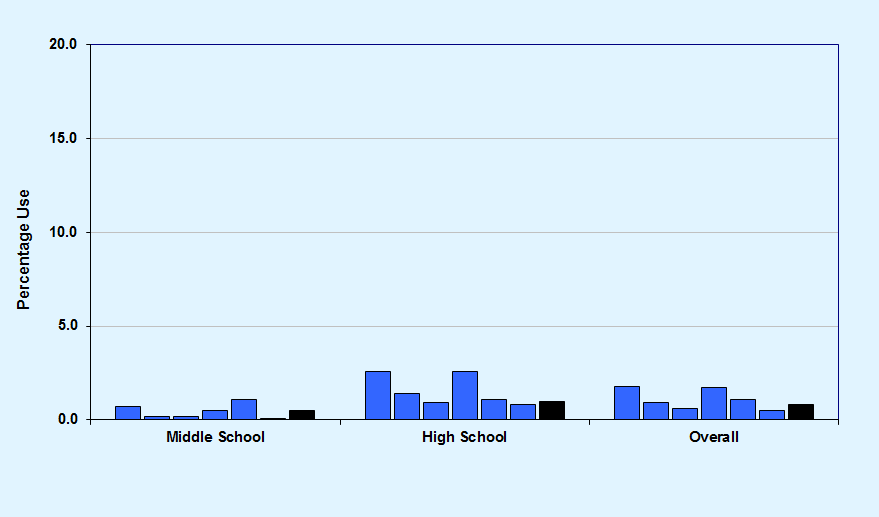 20.0
15.0
10.0
5.0
0.0
Percentage Use
Middle School
High School
Overall